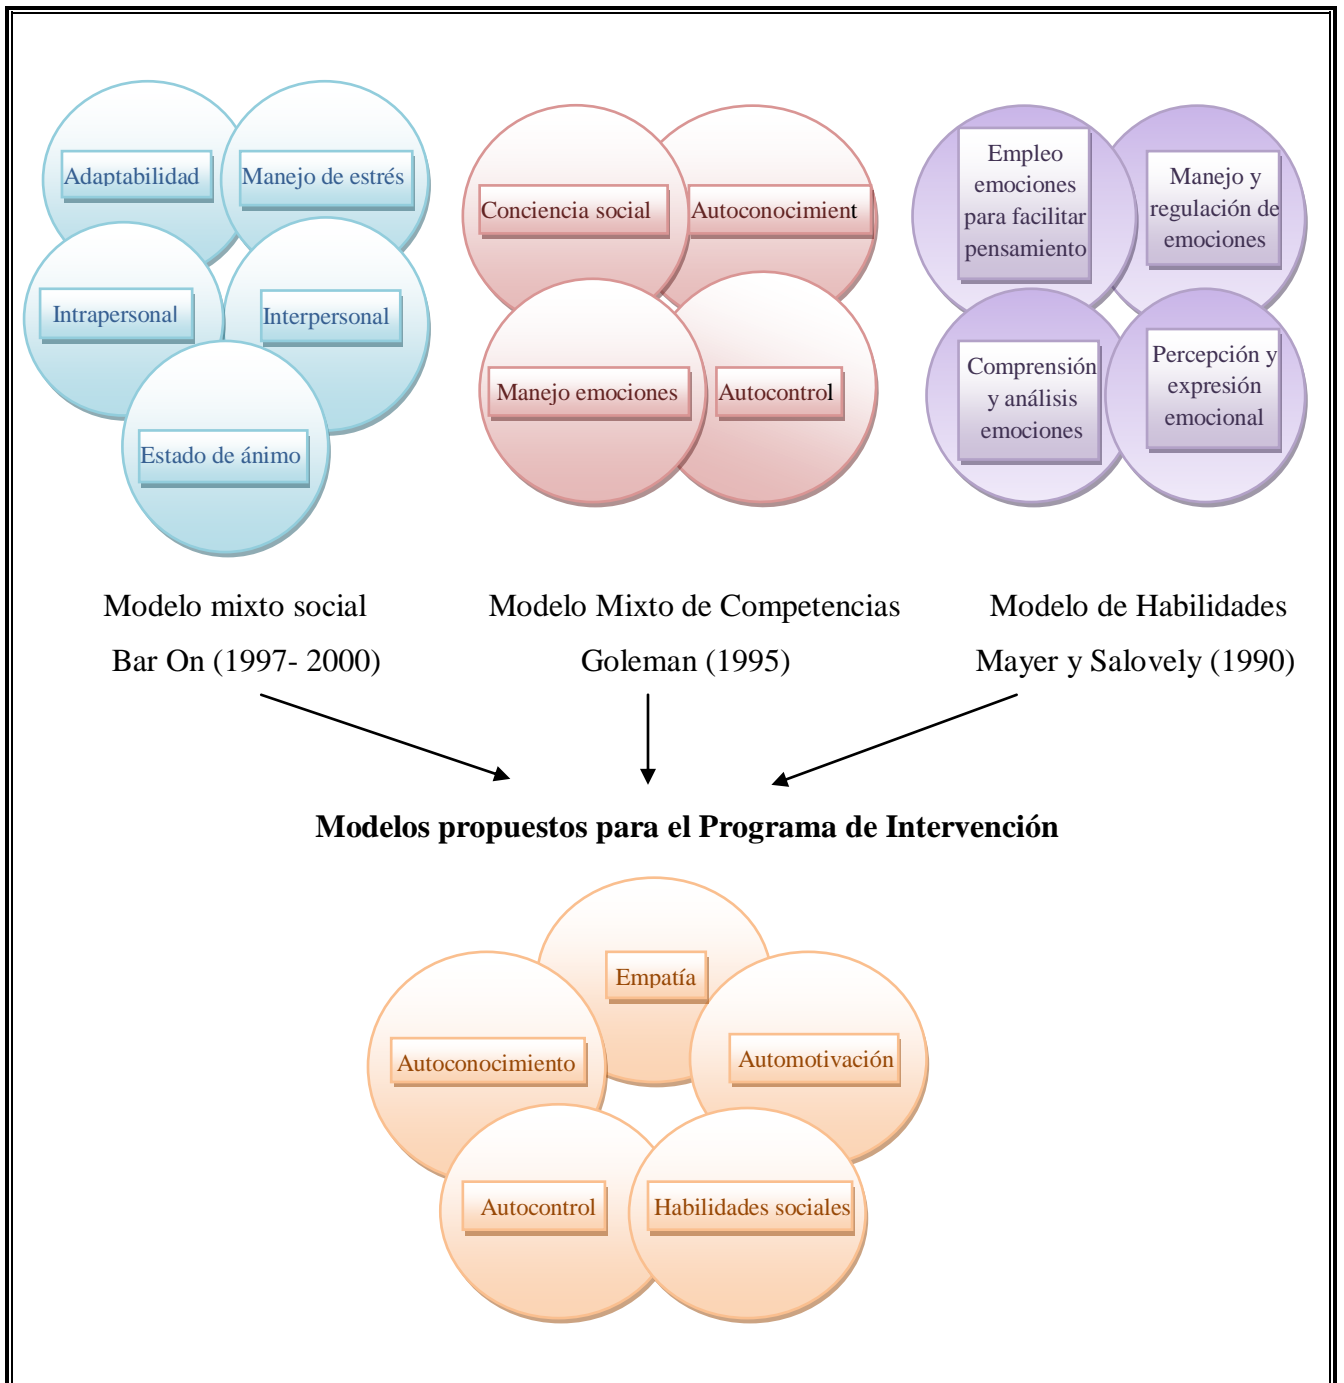 Adaptabilidad
Manejo de estrés
Intrapersonal
Interpersonal
Estado de ánimo
Conciencia social
Autoconocimient
Manejo emociones
Autocontrol
Empleo
emociones
para facilitar
pensamiento
Manejo y
regulación de
emociones
Comprensión
y análisis
emociones
Percepción y
expresión
emocional
Modelo mixto social
Bar On (1997- 2000)
Modelo Mixto de Competencias
Goleman (1995)
Modelo de Habilidades
Mayer y Salovely (1990)
Modelos propuestos para el Programa de Intervención
Empatía
Autoconocimiento
Automotivación
Autocontrol
Habilidades sociales